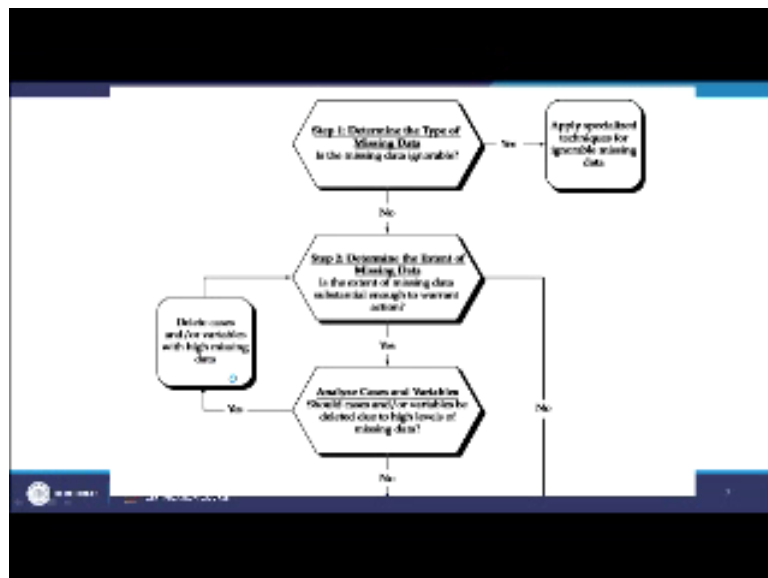 Step 1: Determine the Type of
Missing Data
Is the missing data ignorable?
Yes
Apply specialized
techniques for
ignorable missing
data
No
Step 2: Determine the Extent of
Missing Data
Is the extent of missing data
substantial enough to warrant
action?
Delete cases
and/or variables
with high missing
data
Yes
Analyze Cases and Variables
Should cases and/or variables be
deleted due to high levels of
missing data?
Yes
No
No